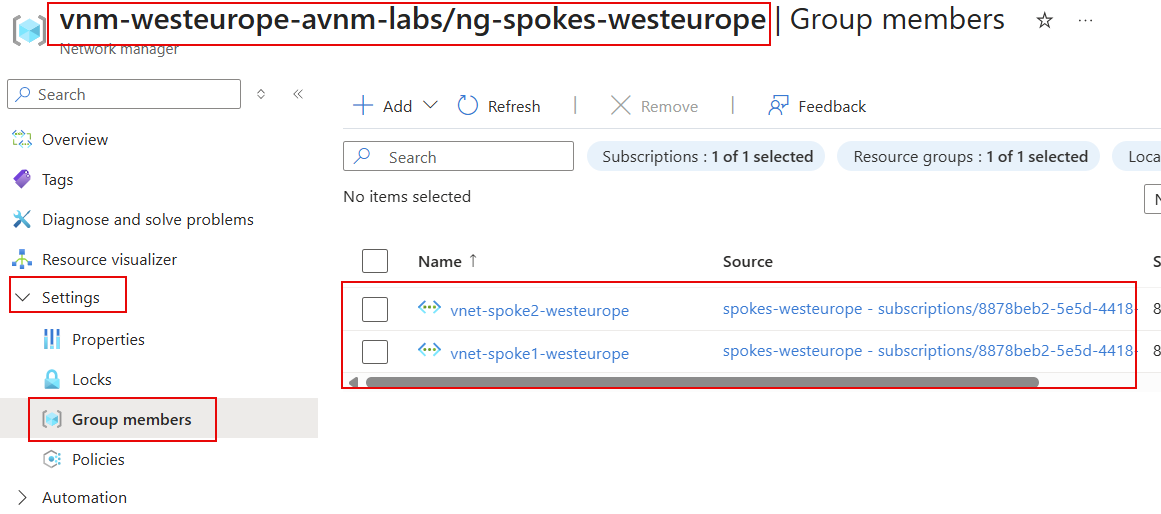 vnm-westeurope-avnm-labs/ng-spokes-westeurope | Group members
Network manager
Search
Add Refresh Remove Feedback
Overview
Search
Subscriptions : 1 of 1 selected
Resource groups : 1 of 1 selected
Loca
Tags
No items selected
N
Diagnose and solve problems
Resource visualizer
Name ↑ Source S
Settings
vnet-spoke2-westeurope spokes-westeurope - subscriptions/8878beb2-5e5d-4418- 8
Properties
vnet-spoke1-westeurope spokes-westeurope - subscriptions/8878beb2-5e5d-4418- 8
Locks
Group members
Policies
Automation